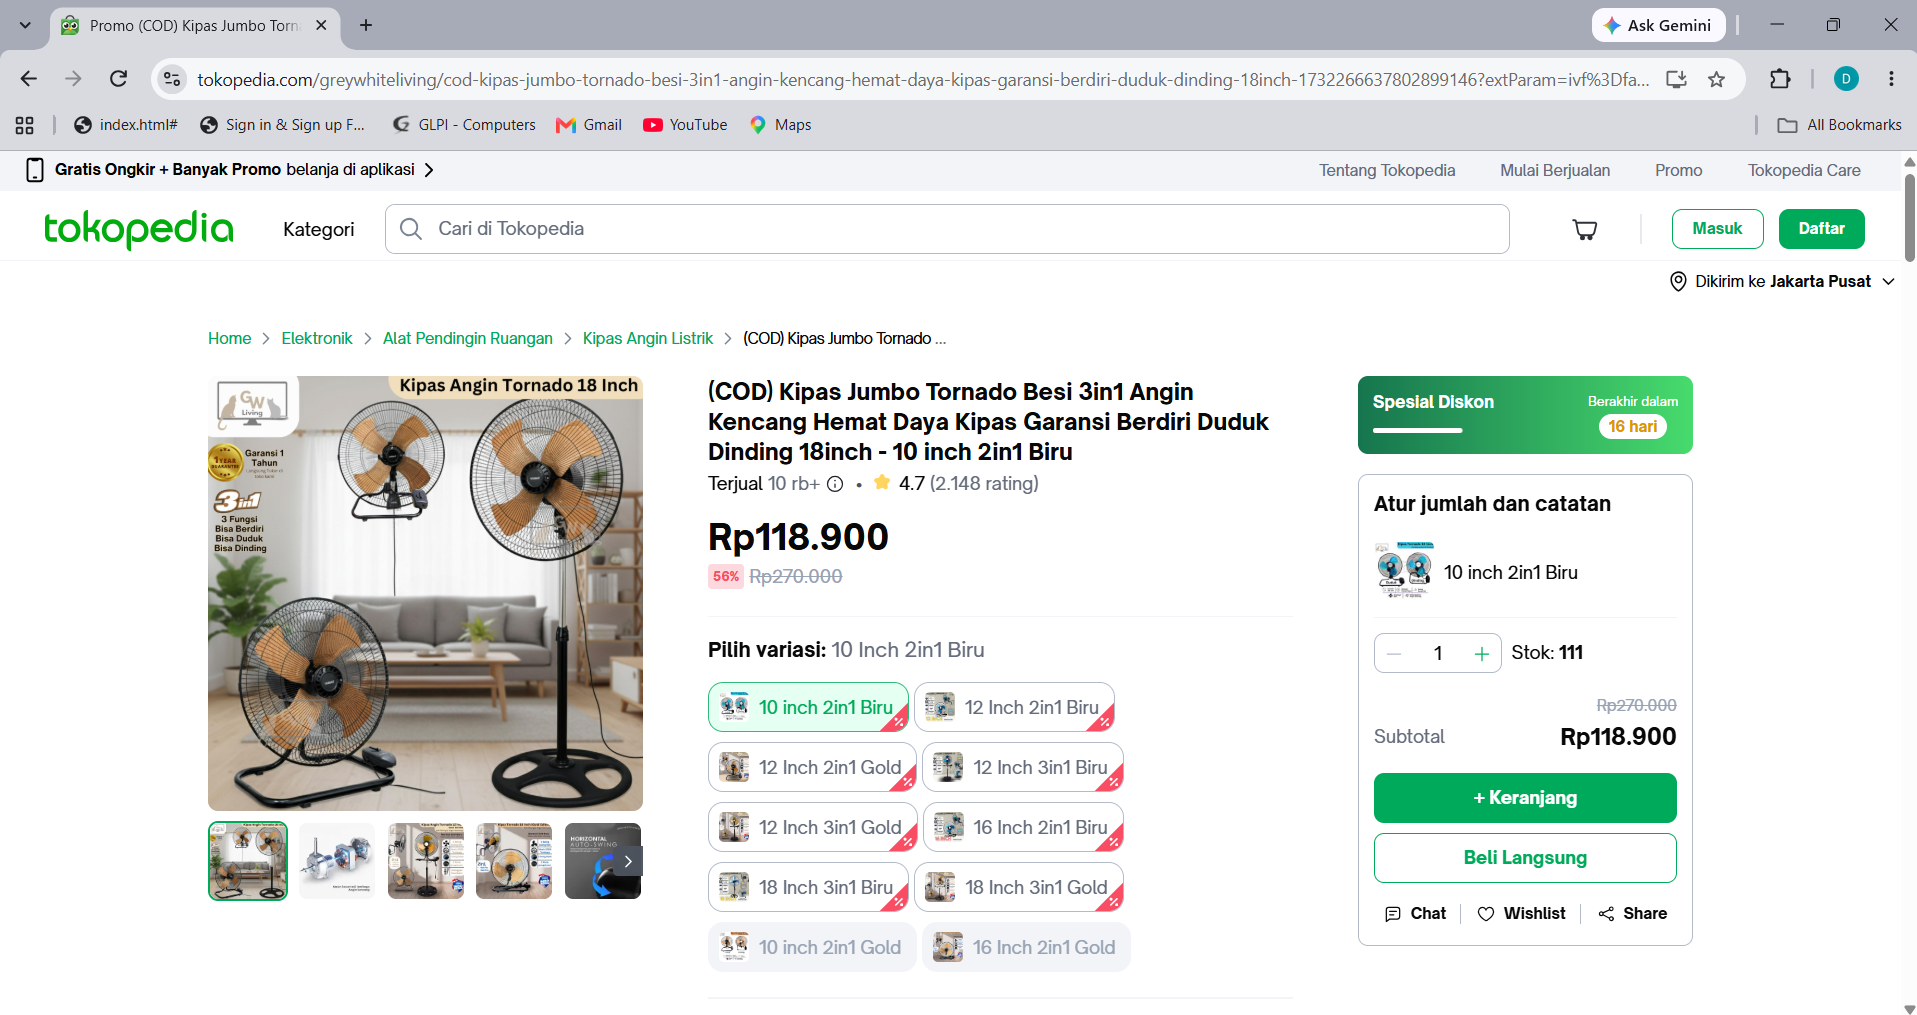 Promo (COD) Kipas Jumbo Torn
Ask Gemini
tokopedia.com/greywhiteliving/cod-kipas-jumbo-tornado-besi-3in1-angin-kencang-hemat-daya-kipas-garansi-berdiri-duduk-dinding-18inch-1732266637802899146?extParam=ivf%3Dfa...
D
index.html#
Sign in & Sign up F...
GLPI - Computers
Gmail
YouTube
Maps
All Bookmarks
Gratis Ongkir + Banyak Promo belanja di aplikasi
Tentang Tokopedia
Mulai Berjualan
Promo
Tokopedia Care
tokopedia
Kategori
Cari di Tokopedia
Masuk
Daftar
Dikirim ke Jakarta Pusat
Home
Elektronik
Alat Pendingin Ruangan
Kipas Angin Listrik
(COD) Kipas Jumbo Tornado ...
GW
Living
Kipas Angin Tornado 18 Inch
1 YEAR
Garansi 1
Tahun
3in1
3 Fungsi
Bisa Berdiri
Bisa Duduk
Bisa Dinding
HORIZONTAL
AUTO-SWING
(COD) Kipas Jumbo Tornado Besi 3in1 Angin
Kencang Hemat Daya Kipas Garansi Berdiri Duduk
Dinding 18inch - 10 inch 2in1 Biru
Terjual 10 rb+ • 4.7 (2.148 rating)
Rp118.900
56% Rp270.000
Pilih variasi: 10 Inch 2in1 Biru
10 inch 2in1 Biru
12 Inch 2in1 Biru
12 Inch 2in1 Gold
12 Inch 3in1 Biru
12 Inch 3in1 Gold
16 Inch 2in1 Biru
18 Inch 3in1 Biru
18 Inch 3in1 Gold
10 inch 2in1 Gold
16 Inch 2in1 Gold
Spesial Diskon
Berakhir dalam
16 hari
Atur jumlah dan catatan
10 inch 2in1 Biru
1
Stok: 111
Rp270.000
Subtotal
Rp118.900
+ Keranjang
Beli Langsung
Chat
Wishlist
Share